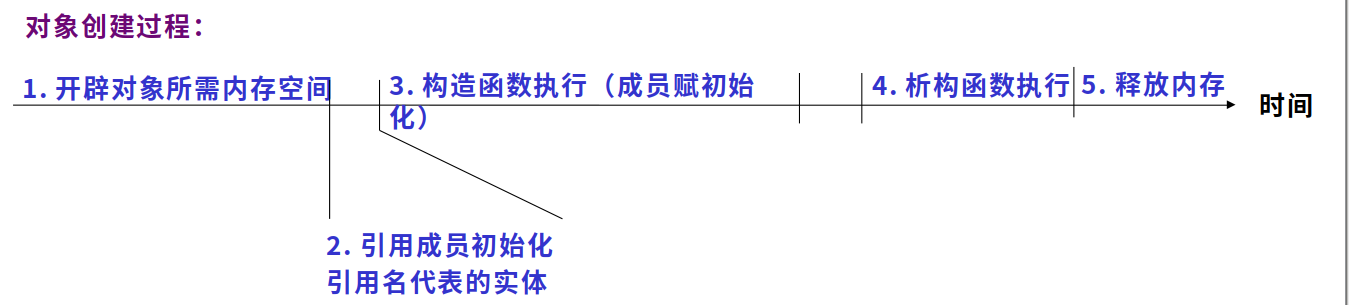 对象创建过程：
1. 开辟对象所需内存空间
3. 构造函数执行（成员赋初始
化）
4. 析构函数执行
5. 释放内存
时间
2. 引用成员初始化
引用名代表的实体